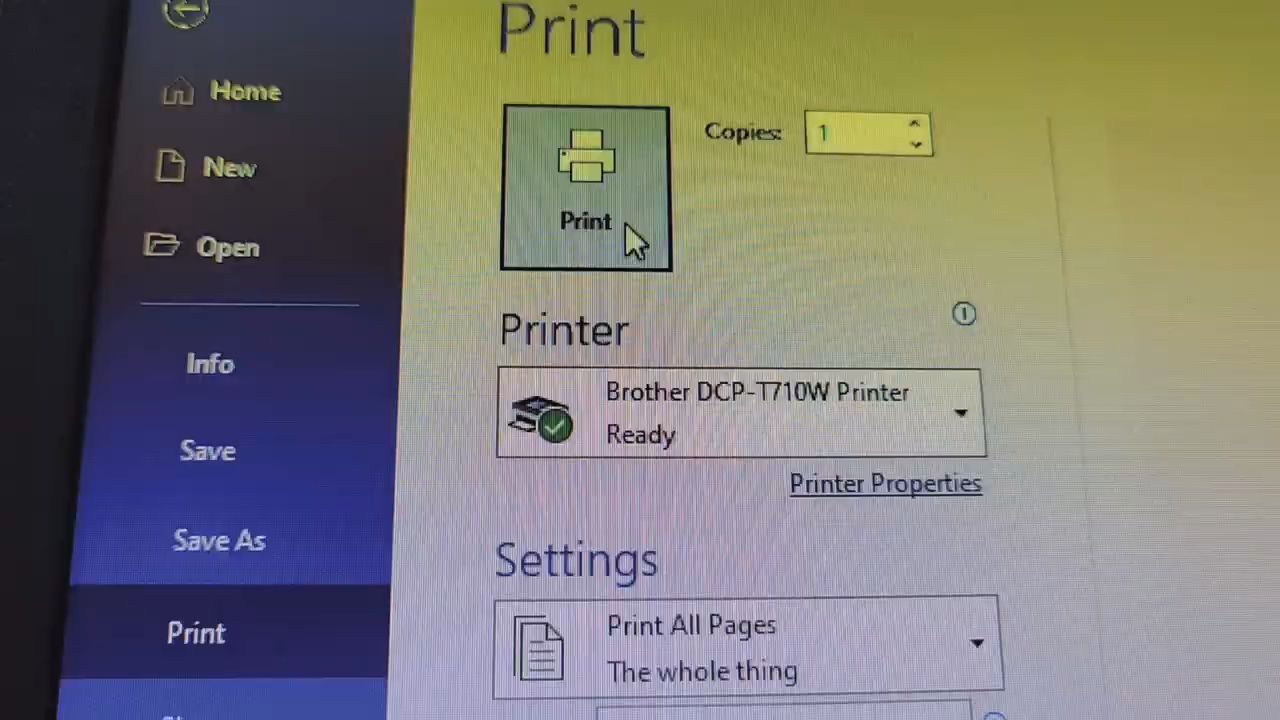 Print
Home
New
Open
Info
Save
Save As
Print
Print
Copies:
1
Printer
Brother DCP-T710W Printer
Ready
Printer Properties
Settings
Print All Pages
The whole thing